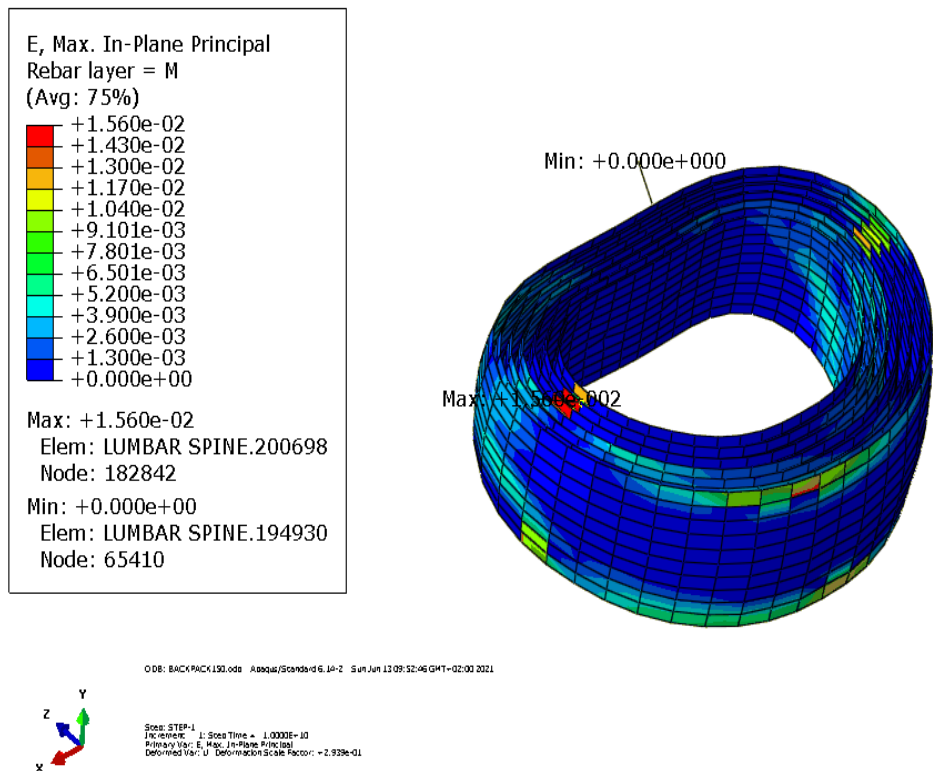 E, Max. In-Plane Principal
Rebar layer = M
(Avg: 75%)
+1.560e-02
+1.430e-02
+1.300e-02
+1.170e-02
+1.040e-02
+9.101e-03
+7.801e-03
+6.501e-03
+5.200e-03
+3.900e-03
+2.600e-03
+1.300e-03
+0.000e+00
Max: +1.560e-02
Elem: LUMBAR SPINE.200698
Node: 182842
Min: +0.000e+00
Elem: LUMBAR SPINE.194930
Node: 65410
Min: +0.000e+000
Max: +1.560e-002
ODB: BACKPACK150.odb Abaqus/Standard 6.14-2 Sun Jun 13 09:52:46 GMT+02:00 2021
Y
Z
X
Step: STEP-1
Increment 1: Step Time = 1.0000E-10
Primary Var: E, Max. In-Plane Principal
Deformed Var: U Deformation Scale Factor: +2.939e-01